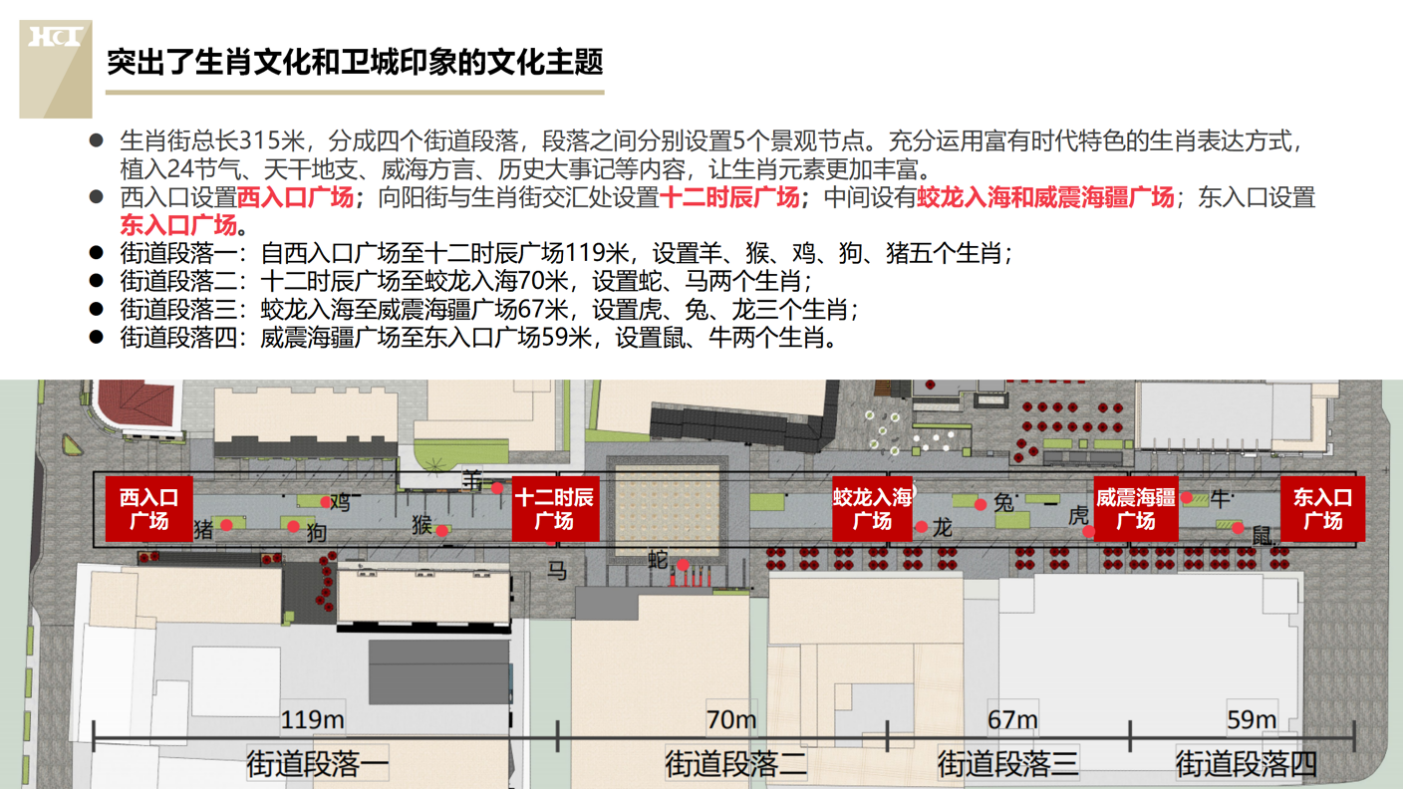 HCT
突出了生肖文化和卫城印象的文化主题
● 生肖街总长315米，分成四个街道段落，段落之间分别设置5个景观节点。充分运用富有时代特色的生肖表达方式，
植入24节气、天干地支、威海方言、历史大事记等内容，让生肖元素更加丰富。
● 西入口设置西入口广场；向阳街与生肖街交汇处设置十二时辰广场；中间设有蛟龙入海和威震海疆广场；东入口设置
东入口广场。
● 街道段落一：自西入口广场至十二时辰广场119米，设置羊、猴、鸡、狗、猪五个生肖；
● 街道段落二：十二时辰广场至蛟龙入海70米，设置蛇、马两个生肖；
● 街道段落三：蛟龙入海至威震海疆广场67米，设置虎、兔、龙三个生肖；
● 街道段落四：威震海疆广场至东入口广场59米，设置鼠、牛两个生肖。
西入口
广场
猪
鸡
狗
猴
羊
十二时辰
广场
马
蛇
蛟龙入海
广场
龙
兔
虎
威震海疆
广场
牛
鼠
东入口
广场
119m
70m
67m
59m
街道段落一
街道段落二
街道段落三
街道段落四